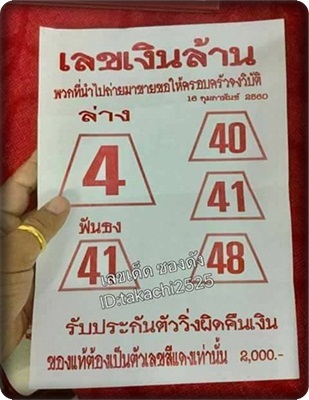 เลขเงินล้าน
พวกที่นำไปถ่ายมาขายขอให้ครอบครัวจงวิบัติ
16 กุมภาพันธ์ 2560
ล่าง
4
40
41
ฟันธง
41
48
เลขเด็ด ซองดัง
ID:takachi2525
รับประกันตัววิ่งผิดคืนเงิน
ของแท้ต้องเป็นตัวเลขสีแดงเท่านั้น 2,000.-